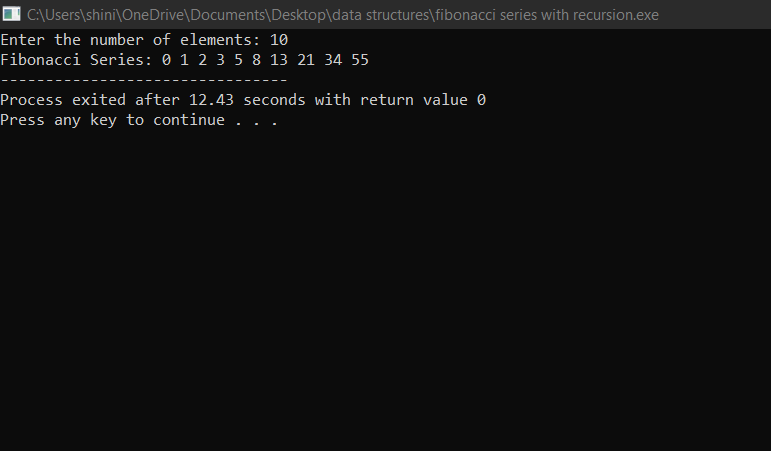 C:\Users\shini\OneDrive\Documents\Desktop\data structures\fibonacci series with recursion.exe
Enter the number of elements: 10
Fibonacci Series: 0 1 2 3 5 8 13 21 34 55
--------------------------------
Process exited after 12.43 seconds with return value 0
Press any key to continue . . .